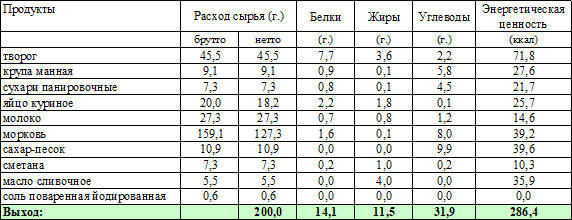 Продукты Расход сырья (г.) Белки Жиры Углеводы Энергетическая ценность
брутто нетто (г.) (г.) (г.) (ккал)
творог 45,5 45,5 7,7 3,6 2,2 71,8
крупа манная 9,1 9,1 0,9 0,1 5,8 27,6
сухари панировочные 7,3 7,3 0,8 0,1 4,5 21,7
яйцо куриное 20,0 18,2 2,2 1,8 0,1 25,7
молоко 27,3 27,3 0,7 0,8 1,2 14,6
морковь 159,1 127,3 1,6 0,1 8,0 39,2
сахар-песок 10,9 10,9 0,0 0,0 9,9 39,6
сметана 7,3 7,3 0,2 1,0 0,2 10,3
масло сливочное 5,5 5,5 0,0 4,0 0,0 35,9
соль поваренная йодированная 0,6 0,6 0,0 0,0 0,0 0,0
Выход: 200,0 14,1 11,5 31,9 286,4